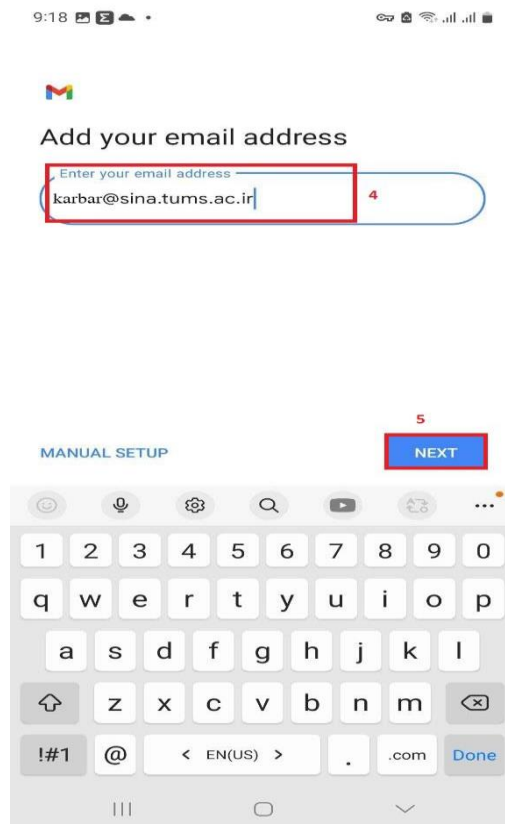 9:18
Add your email address
Enter your email address
karbar@sina.tums.ac.ir
4
5
MANUAL SETUP
NEXT
1 2 3 4 5 6 7 8 9 0
q w e r t y u i o p
a s d f g h j k l
z x c v b n m
!#1 @ < EN(US) > . .com Done